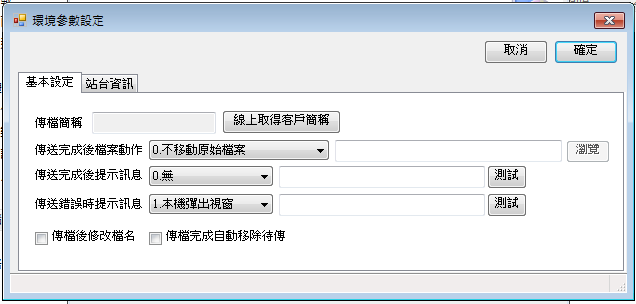 環境參數設定
取消 確定
基本設定 站台資訊
傳檔簡稱 線上取得客戶簡稱
傳送完成後檔案動作 0.不移動原始檔案 瀏覽
傳送完成後提示訊息 0.無 測試
傳送錯誤時提示訊息 1.本機彈出視窗 測試
傳檔後修改檔名 傳檔完成自動移除待傳